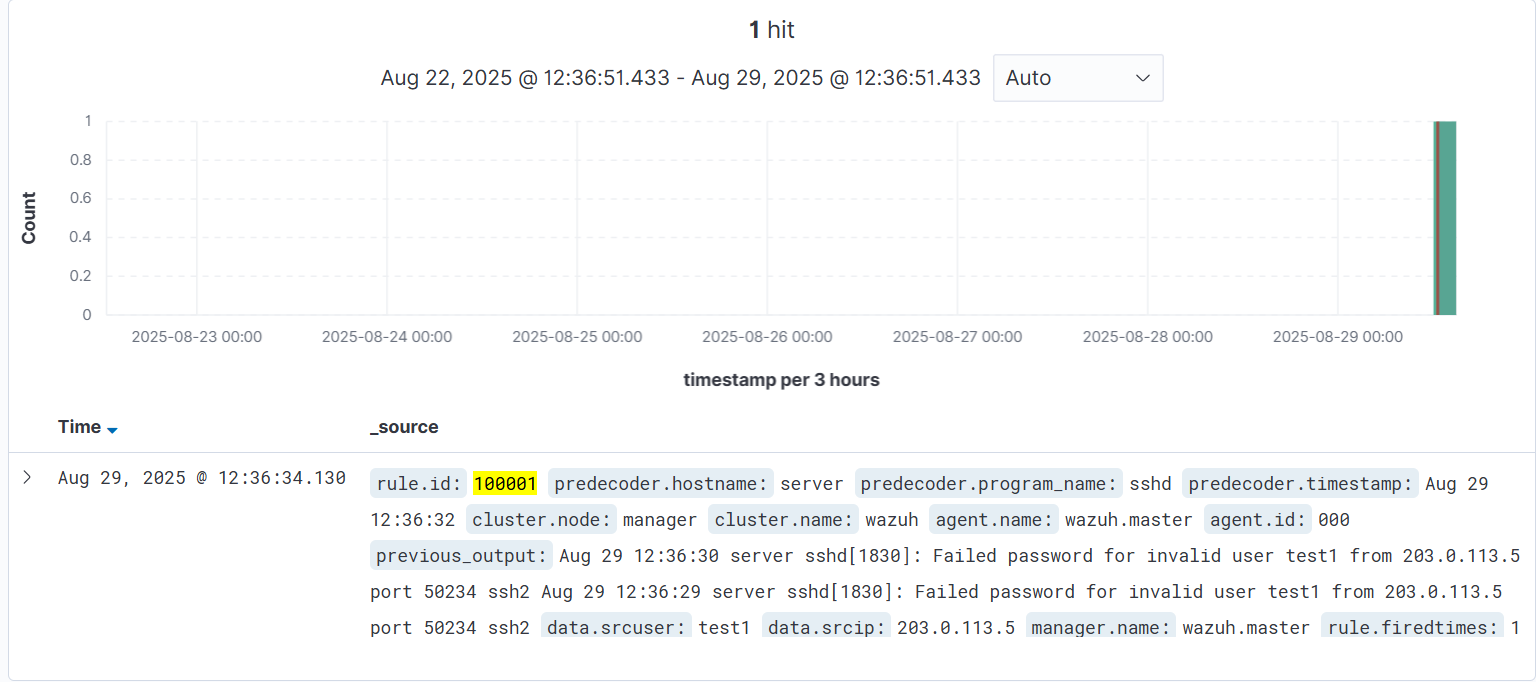 1 hit
Aug 22, 2025 @ 12:36:51.433 - Aug 29, 2025 @ 12:36:51.433 Auto
1
0.8
0.6
0.4
0.2
0
Count
2025-08-23 00:00 2025-08-24 00:00 2025-08-25 00:00 2025-08-26 00:00 2025-08-27 00:00 2025-08-28 00:00 2025-08-29 00:00
timestamp per 3 hours
Time _source
Aug 29, 2025 @ 12:36:34.130 rule.id: 100001 predecoder.hostname: server predecoder.program_name: sshd predecoder.timestamp: Aug 29
12:36:32 cluster.node: manager cluster.name: wazuh agent.name: wazuh.master agent.id: 000
previous_output: Aug 29 12:36:30 server sshd[1830]: Failed password for invalid user test1 from 203.0.113.5
port 50234 ssh2 Aug 29 12:36:29 server sshd[1830]: Failed password for invalid user test1 from 203.0.113.5
port 50234 ssh2 data.srcuser: test1 data.srcip: 203.0.113.5 manager.name: wazuh.master rule.firedtimes: 1